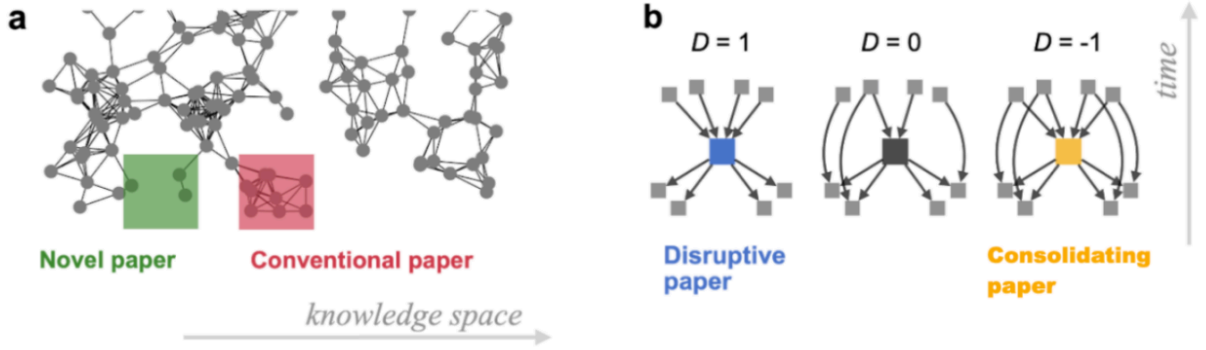 a
Novel paper
Conventional paper
knowledge space
b
D = 1
D = 0
D = -1
Disruptive
paper
Consolidating
paper
time